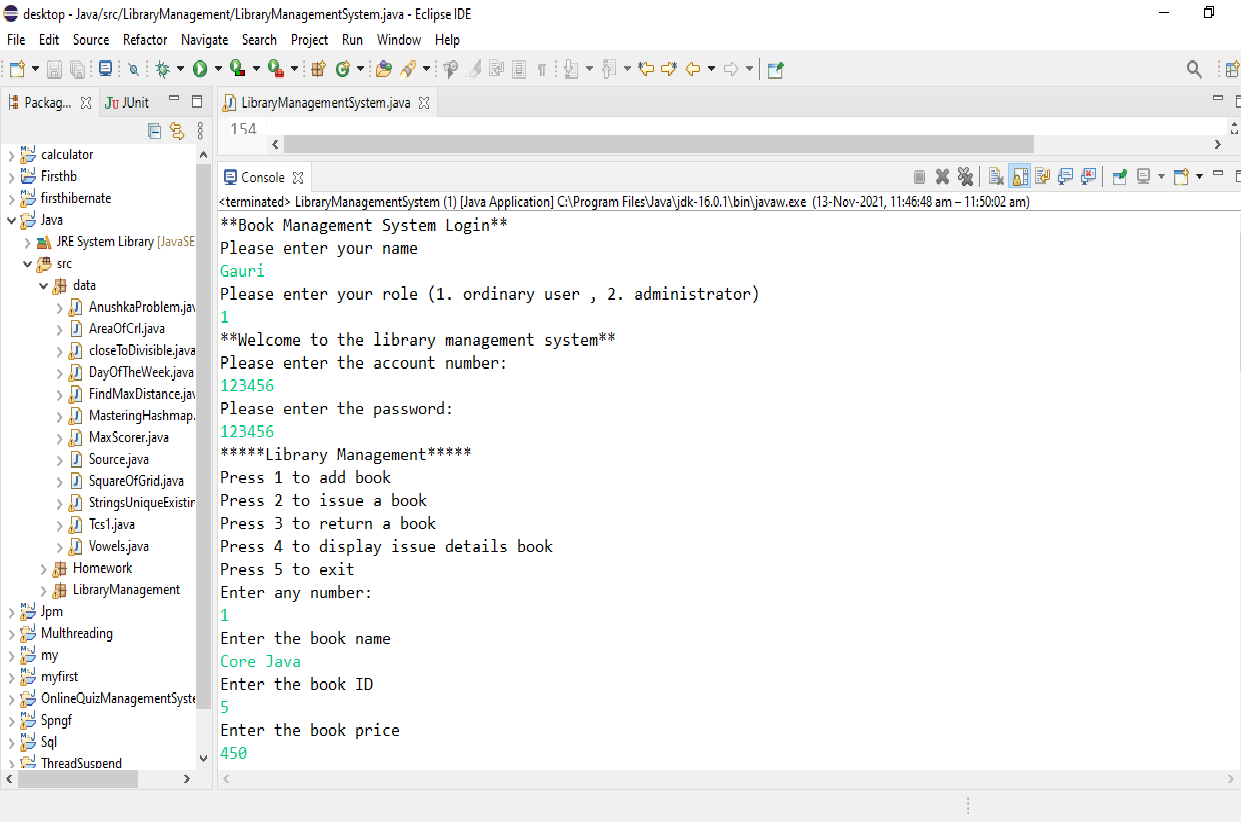 desktop - Java/src/LibraryManagement/LibraryManagementSystem.java - Eclipse IDE
File Edit Source Refactor Navigate Search Project Run Window Help
Packag... JUnit
calculator
Firsthb
firsthibernate
Java
JRE System Library [JavaSE
src
data
AnushkaProblem.jav
AreaOfCrl.java
closeToDivisible.java
DayOfTheWeek.java
FindMaxDistance.jav
MasteringHashmap.
MaxScorer.java
Source.java
SquareOfGrid.java
StringsUniqueExistin
Tcs1.java
Vowels.java
Homework
LibraryManagement
Jpm
Multhreading
my
myfirst
OnlineQuizManagementSyste
Spngf
Sql
ThreadSuspend
LibraryManagementSystem.java
154
Console
<terminated> LibraryManagementSystem (1) [Java Application] C:\Program Files\Java\jdk-16.0.1\bin\javaw.exe (13-Nov-2021, 11:46:48 am – 11:50:02 am)
**Book Management System Login**
Please enter your name
Gauri
Please enter your role (1. ordinary user , 2. administrator)
1
**Welcome to the library management system**
Please enter the account number:
123456
Please enter the password:
123456
*****Library Management*****
Press 1 to add book
Press 2 to issue a book
Press 3 to return a book
Press 4 to display issue details book
Press 5 to exit
Enter any number:
1
Enter the book name
Core Java
Enter the book ID
5
Enter the book price
450